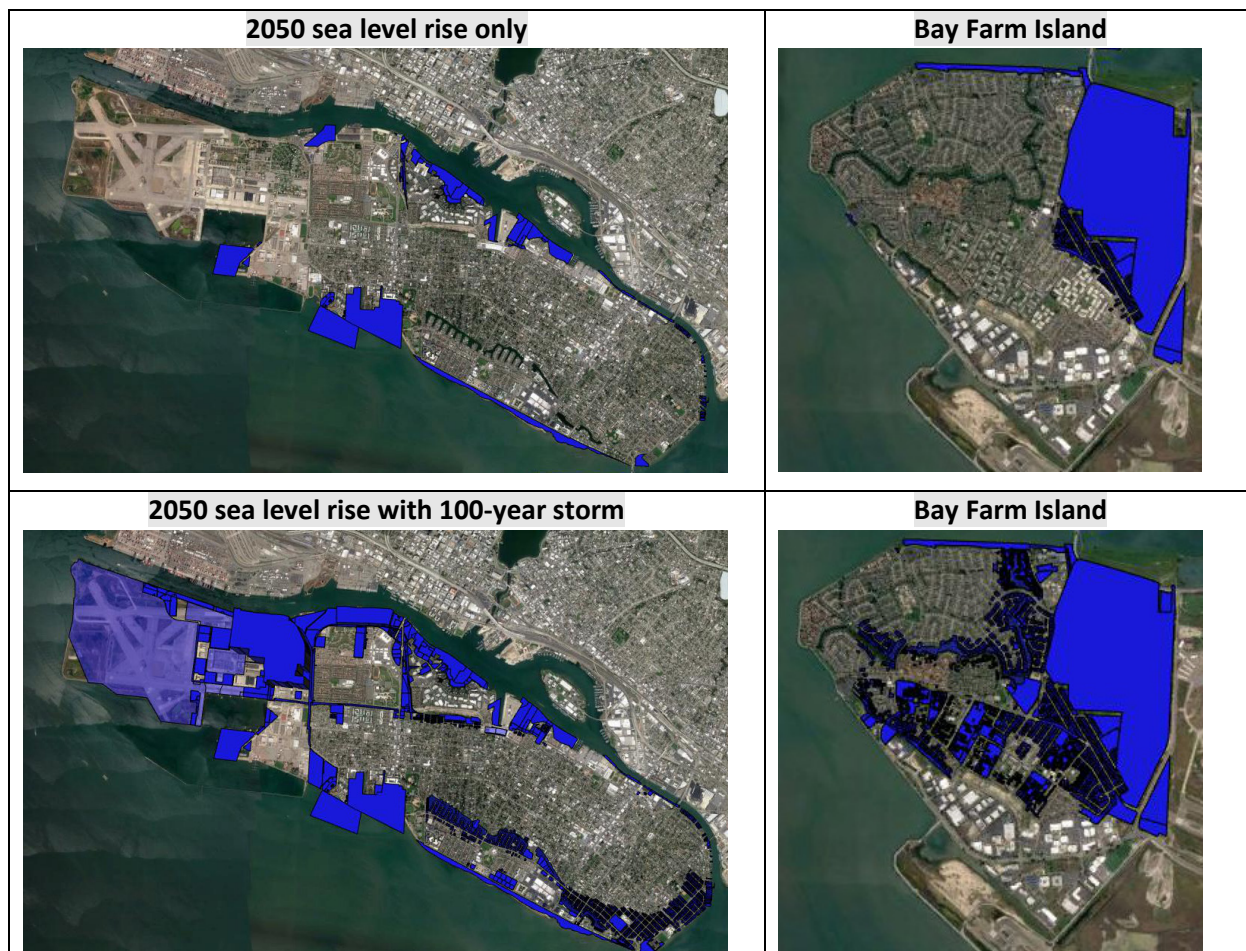 2050 sea level rise only
Bay Farm Island
2050 sea level rise with 100-year storm
Bay Farm Island